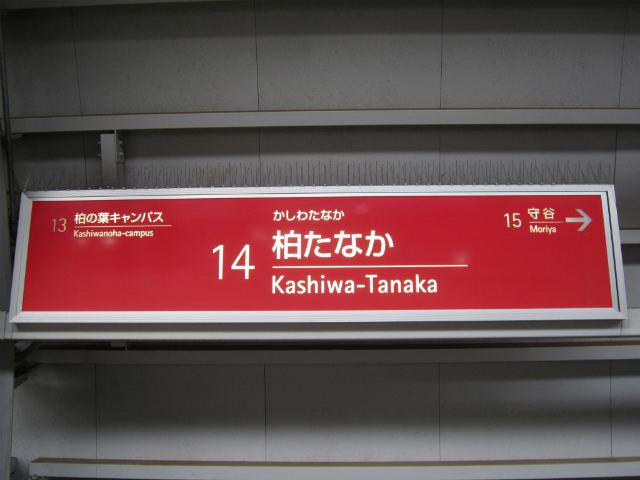 13 柏の葉キャンパス
Kashiwanoha-campus
かしわたなか
14 柏たなか
Kashiwa-Tanaka
15 守谷
Moriya